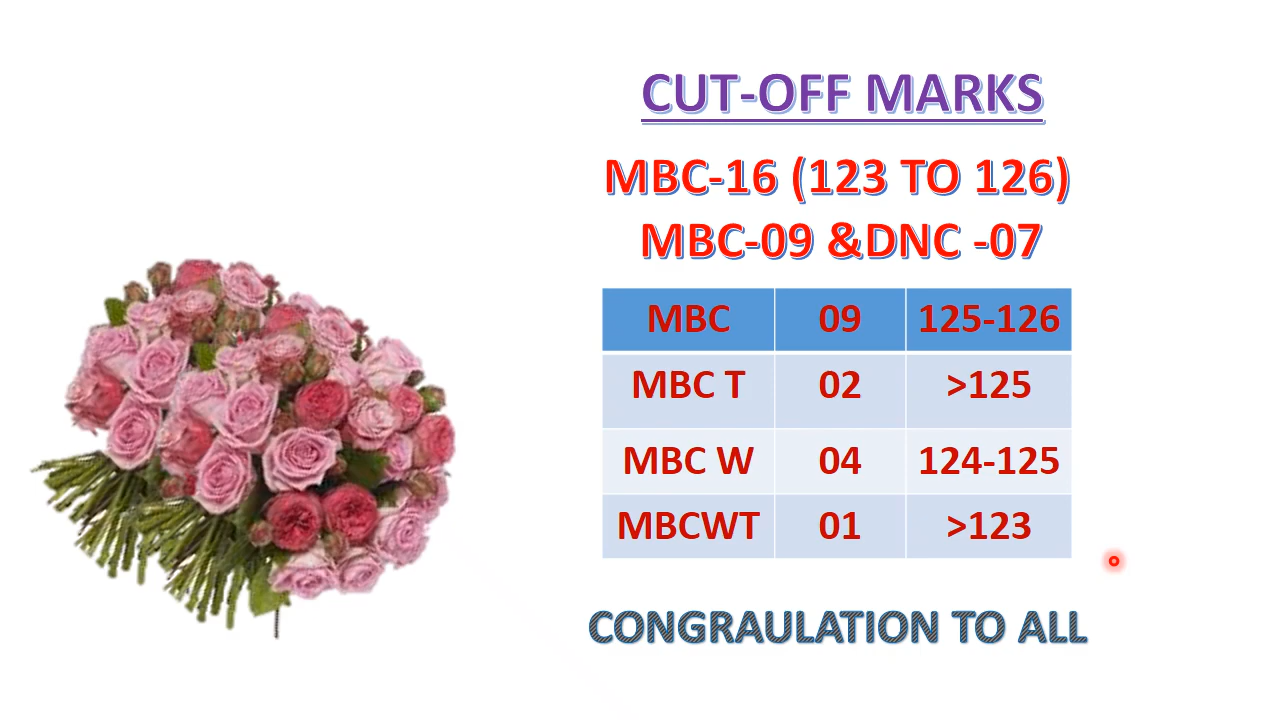 CUT-OFF MARKS
MBC-16 (123 TO 126)
MBC-09 &DNC -07
MBC 09 125-126
MBC T 02 >125
MBC W 04 124-125
MBCWT 01 >123
CONGRAULATION TO ALL